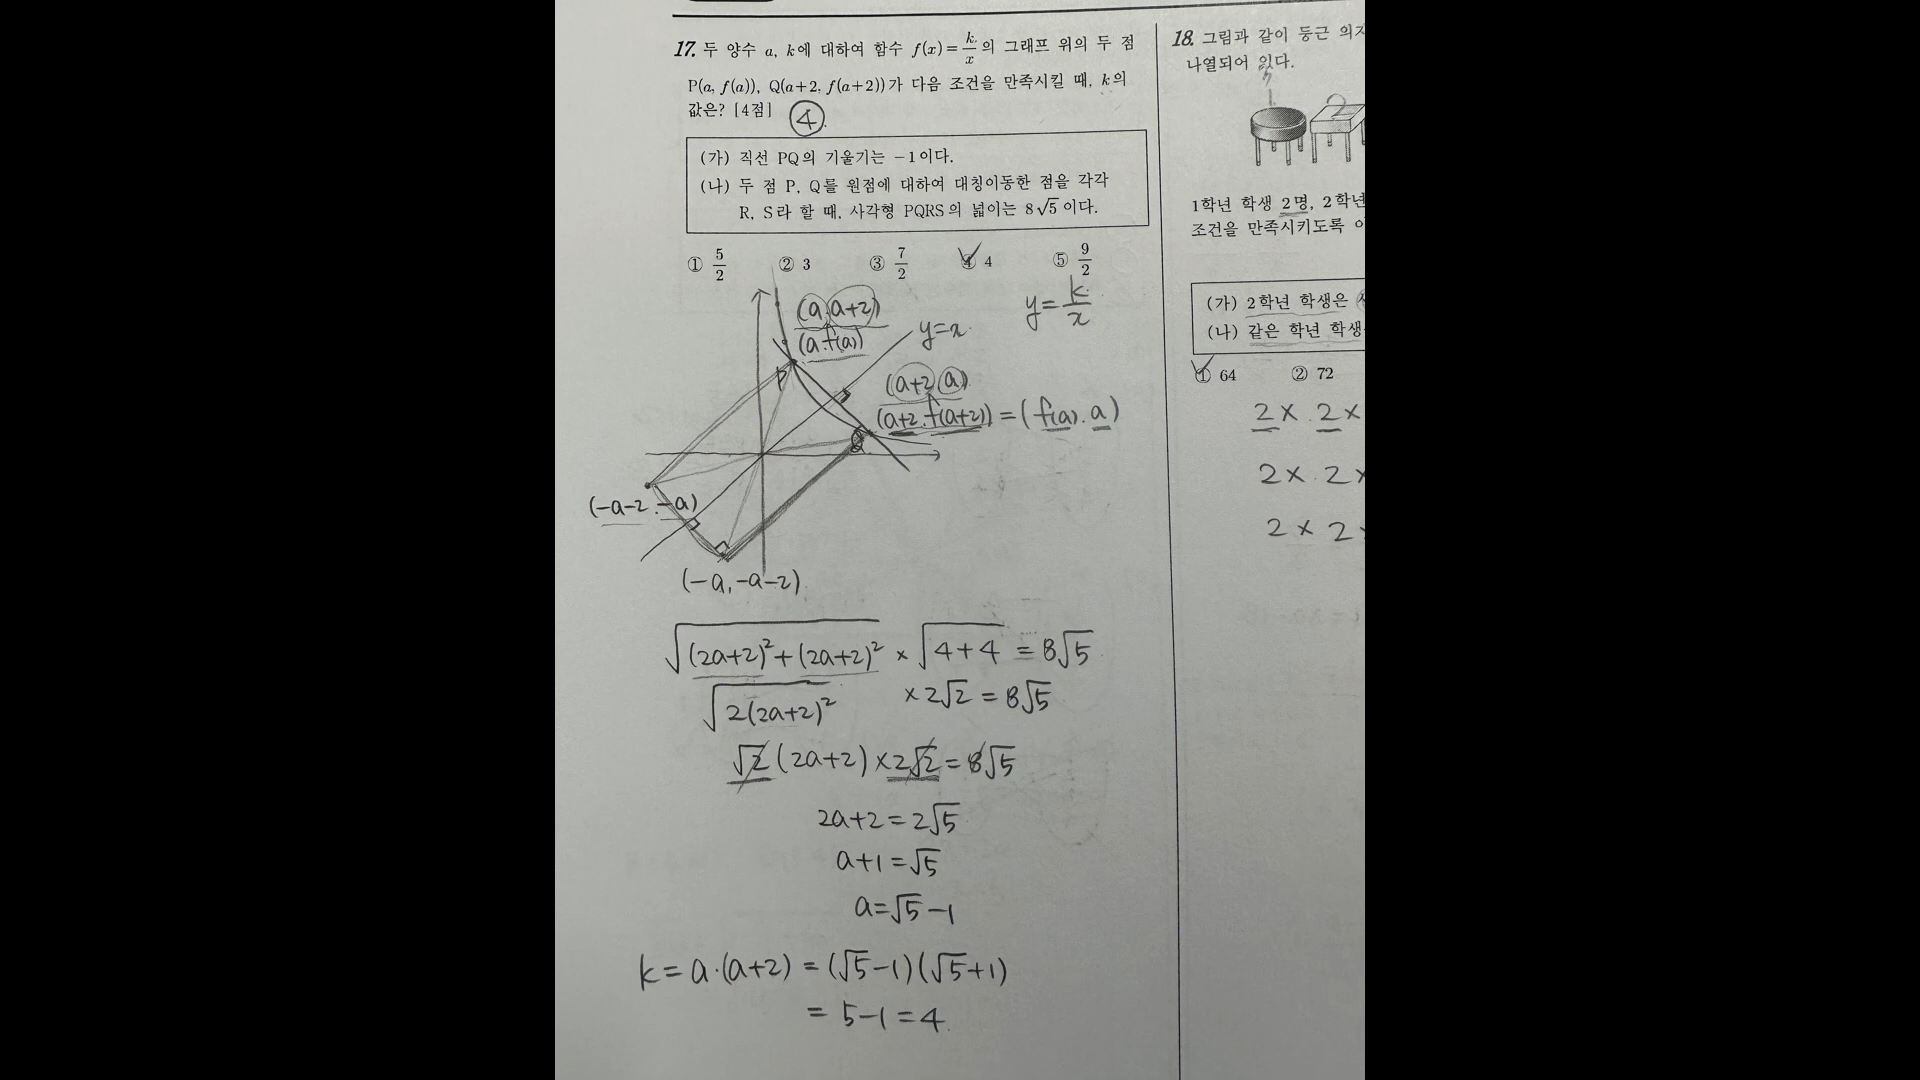 17. 두 양수 a, k에 대하여 함수 f(x)=k/x의 그래프 위의 두 점
P(a, f(a)), Q(a+2, f(a+2))가 다음 조건을 만족시킬 때, k의
값은? [4점]
④
(가) 직선 PQ의 기울기는 -1이다.
(나) 두 점 P, Q를 원점에 대하여 대칭이동한 점을 각각
R, S라 할 때, 사각형 PQRS의 넓이는 8√5이다.
① 5/2 ② 3 ③ 7/2 ④ 4 ⑤ 9/2
y=k/x
(a, a+2)
(a, f(a))
y=x
P
(a+2, a)
(a+2, f(a+2))=(f(a), a)
Q
(-a-2, -a)
(-a, -a-2)
√((2a+2)²+(2a+2)²) × √(4+4) = 8√5
√(2(2a+2)²) ×2√2=8√5
√2(2a+2)×2√2=8√5
2a+2=2√5
a+1=√5
a=√5-1
k=a·(a+2)=(√5-1)(√5+1)
=5-1=4
18. 그림과 같이 둥근 의자
나열되어 있다.
2
1학년 학생 2명, 2학년
조건을 만족시키도록
(가) 2학년 학생은
(나) 같은 학년 학생
① 64 ② 72
2× 2×
2× 2×
2× 2×